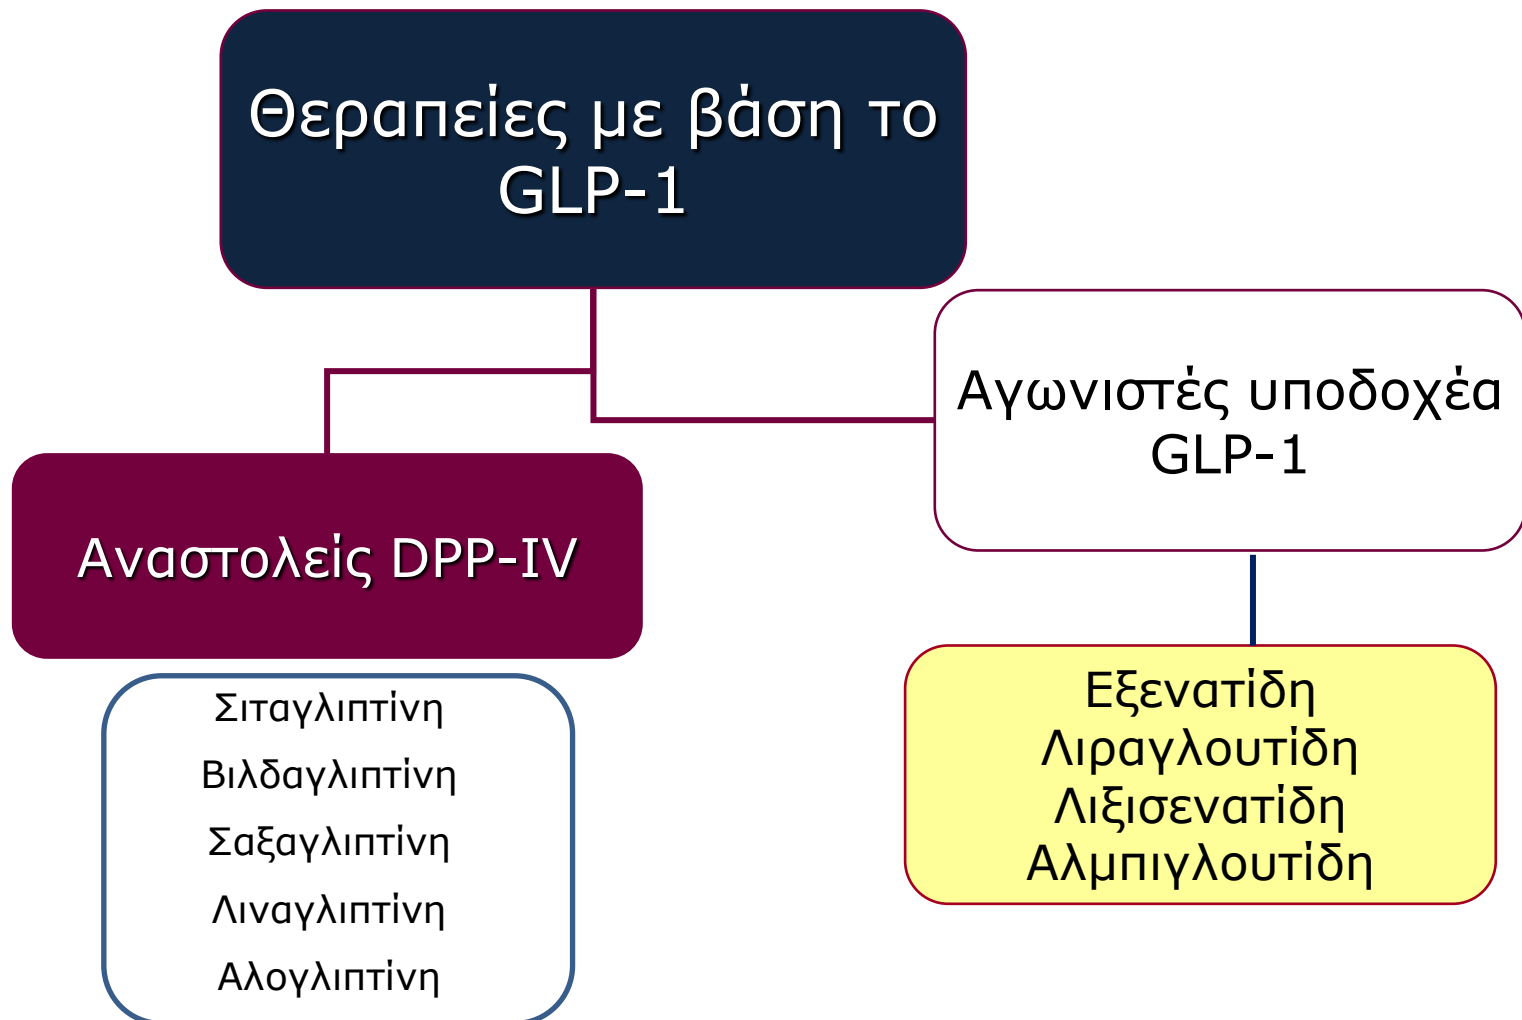 Θεραπείες με βάση το
GLP-1
Αγωνιστές υποδοχέα
GLP-1
Αναστολείς DPP-IV
Σιταγλιπτίνη
Βιλδαγλιπτίνη
Σαξαγλιπτίνη
Λιναγλιπτίνη
Αλογλιπτίνη
Εξενατίδη
Λιραγλουτίδη
Λιξισενατίδη
Αλμπιγλουτίδη